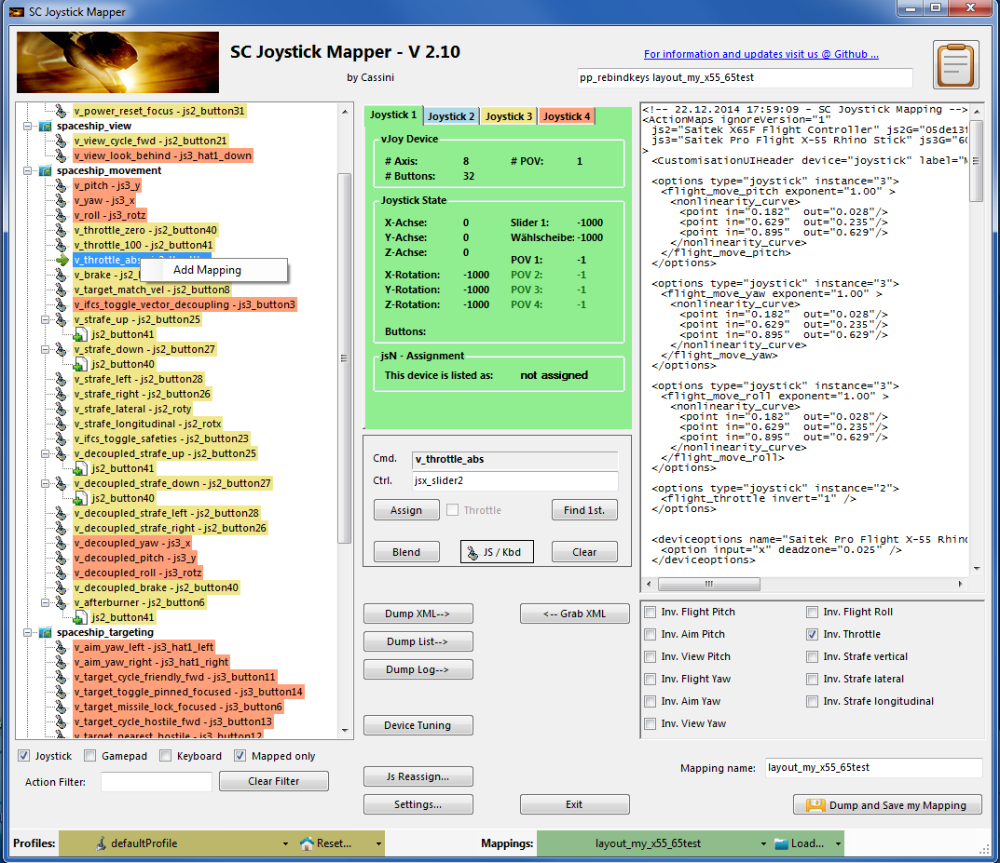 SC Joystick Mapper
SC Joystick Mapper - V 2.10
by Cassini
For information and updates visit us @ Github ...
pp_rebindkeys layout_my_x55_65test
v_power_reset_focus - js2_button31
spaceship_view
v_view_cycle_fwd - js2_button21
v_view_look_behind - js3_hat1_down
spaceship_movement
v_pitch - js3_y
v_yaw - js3_x
v_roll - js3_rotz
v_throttle_zero - js2_button40
v_throttle_100 - js2_button41
v_throttle_abs
Add Mapping
v_brake - js2_
v_target_match_vel - js2_button8
v_ifcs_toggle_vector_decoupling - js3_button3
v_strafe_up - js2_button25
js2_button41
v_strafe_down - js2_button27
js2_button40
v_strafe_left - js2_button28
v_strafe_right - js2_button26
v_strafe_lateral - js2_roty
v_strafe_longitudinal - js2_rotx
v_ifcs_toggle_safeties - js2_button23
v_decoupled_strafe_up - js2_button25
js2_button41
v_decoupled_strafe_down - js2_button27
js2_button40
v_decoupled_strafe_left - js2_button28
v_decoupled_strafe_right - js2_button26
v_decoupled_yaw - js3_x
v_decoupled_pitch - js3_y
v_decoupled_roll - js3_rotz
v_decoupled_brake - js2_button40
v_afterburner - js2_button6
js2_button41
spaceship_targeting
v_aim_yaw_left - js3_hat1_left
v_aim_yaw_right - js3_hat1_right
v_target_cycle_friendly_fwd - js3_button11
v_target_toggle_pinned_focused - js3_button14
v_target_missile_lock_focused - js3_button6
v_target_cycle_hostile_fwd - js3_button13
v_target_nearest_hostile - js3_button12
Joystick Gamepad Keyboard Mapped only
Action Filter: Clear Filter
Joystick 1 Joystick 2 Joystick 3 Joystick 4
vJoy Device
# Axis: 8 # POV: 1
# Buttons: 32
Joystick State
X-Achse: 0 Slider 1: -1000
Y-Achse: 0 Wählscheibe: -1000
Z-Achse: 0
POV 1: -1
X-Rotation: -1000 POV 2: -1
Y-Rotation: -1000 POV 3: -1
Z-Rotation: -1000 POV 4: -1
Buttons:
jsN - Assignment
This device is listed as: not assigned
Cmd. v_throttle_abs
Ctrl. jsx_slider2
Assign Throttle Find 1st.
Blend JS / Kbd Clear
Dump XML--> <-- Grab XML
Dump List-->
Dump Log-->
Device Tuning
Js Reassign...
Settings... Exit
<!-- 22.12.2014 17:59:09 - SC Joystick Mapping -->
<ActionMaps ignoreVersion="1"
js2="Saitek X65F Flight Controller" js2G="05de13f
js3="Saitek Pro Flight X-55 Rhino Stick" js3G="60
>
<CustomisationUIHeader device="joystick" label="M
<options type="joystick" instance="3">
<flight_move_pitch exponent="1.00" >
<nonlinearity_curve>
<point in="0.182" out="0.028"/>
<point in="0.629" out="0.235"/>
<point in="0.895" out="0.629"/>
</nonlinearity_curve>
</flight_move_pitch>
</options>
<options type="joystick" instance="3">
<flight_move_yaw exponent="1.00" >
<nonlinearity_curve>
<point in="0.182" out="0.028"/>
<point in="0.629" out="0.235"/>
<point in="0.895" out="0.629"/>
</nonlinearity_curve>
</flight_move_yaw>
</options>
<options type="joystick" instance="3">
<flight_move_roll exponent="1.00" >
<nonlinearity_curve>
<point in="0.182" out="0.028"/>
<point in="0.629" out="0.235"/>
<point in="0.895" out="0.629"/>
</nonlinearity_curve>
</flight_move_roll>
</options>
<options type="joystick" instance="2">
<flight_throttle invert="1" />
</options>
<deviceoptions name="Saitek Pro Flight X-55 Rhino
<option input="x" deadzone="0.025" />
</deviceoptions>
Inv. Flight Pitch Inv. Flight Roll
Inv. Aim Pitch Inv. Throttle
Inv. View Pitch Inv. Strafe vertical
Inv. Flight Yaw Inv. Strafe lateral
Inv. Aim Yaw Inv. Strafe longitudinal
Inv. View Yaw
Mapping name: layout_my_x55_65test
Dump and Save my Mapping
Profiles: defaultProfile Reset... Mappings: layout_my_x55_65test Load...